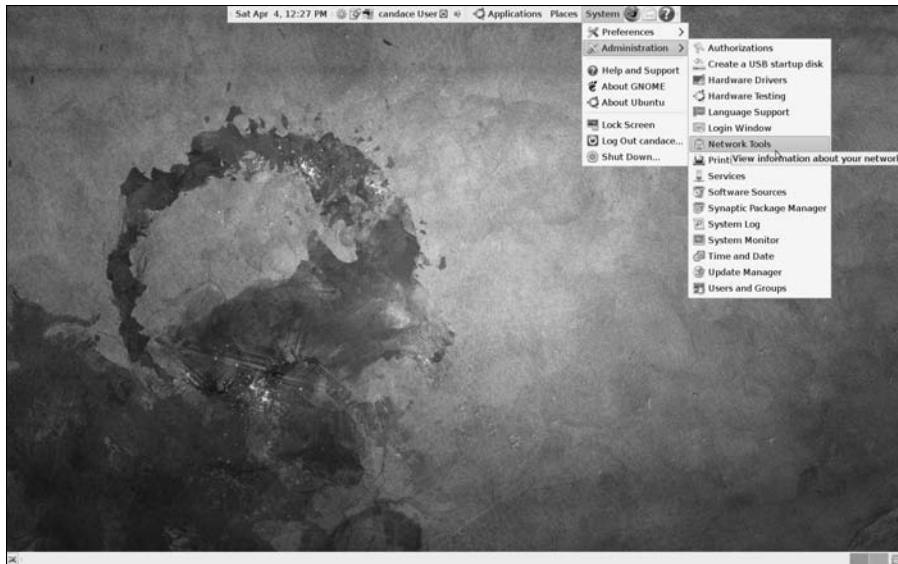 Sat Apr 4, 12:27 PM candace User Applications Places System
Preferences
Administration
Help and Support
About GNOME
About Ubuntu
Lock Screen
Log Out candace...
Shut Down...
Authorizations
Create a USB startup disk
Hardware Drivers
Hardware Testing
Language Support
Login Window
Network Tools
Printi
View information about your network
Services
Software Sources
Synaptic Package Manager
System Log
System Monitor
Time and Date
Update Manager
Users and Groups